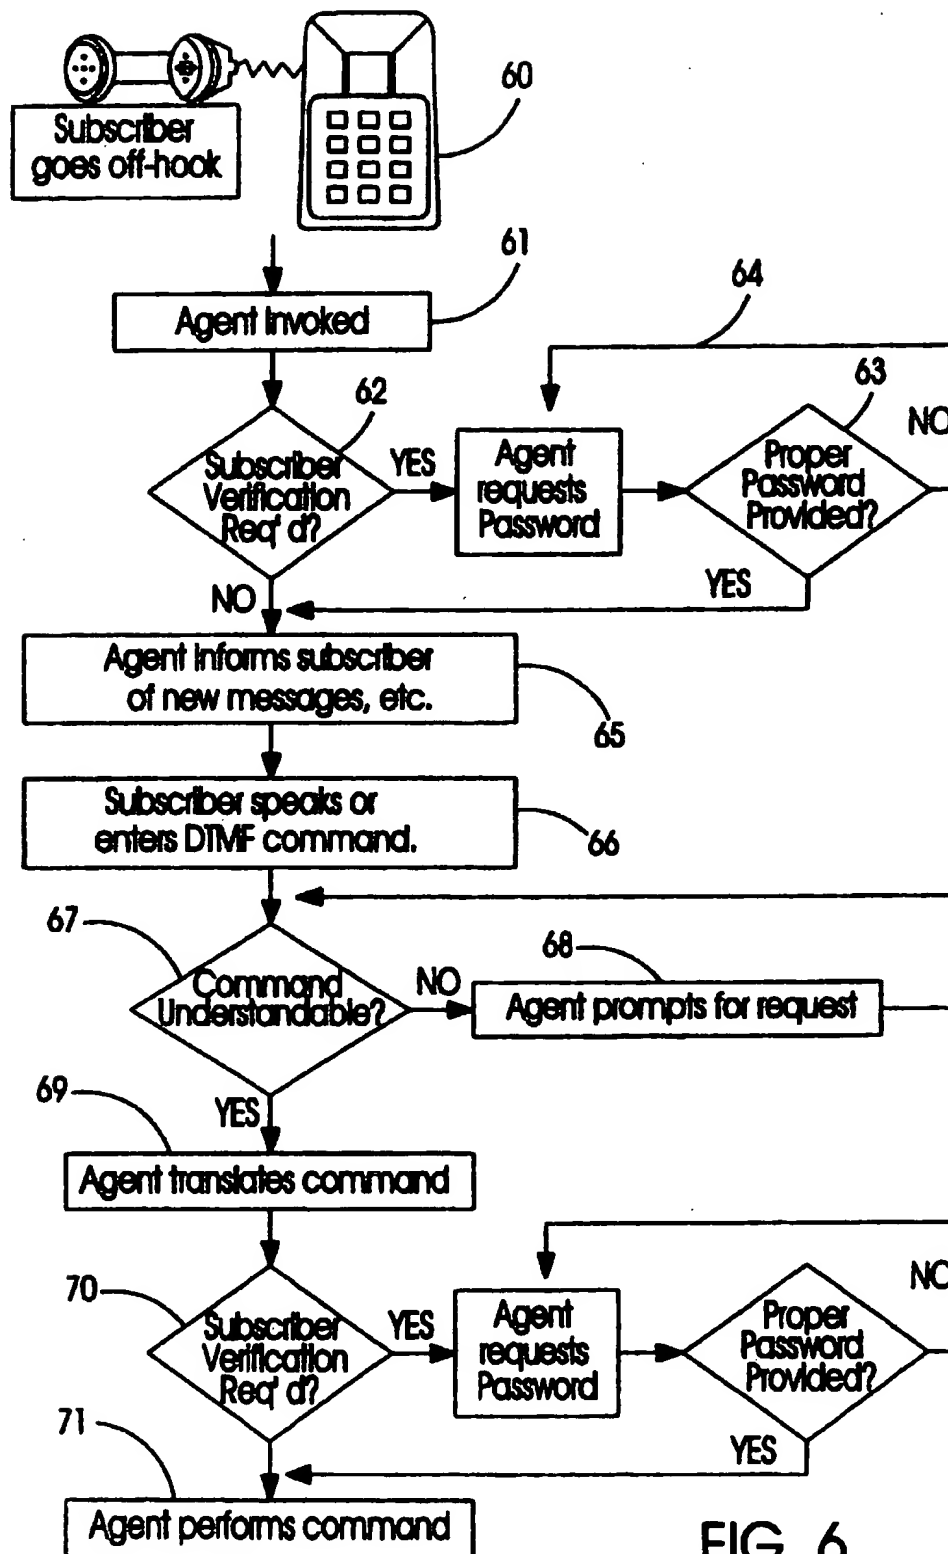 Subscriber
goes off-hook
60
61
Agent Invoked
64
62
63
Subscriber
Verification
Req'd?
YES
Agent
requests
Password
Proper
Password
Provided?
NO
YES
NO
Agent Informs subscriber
of new messages, etc.
65
Subscriber speaks or
enters DTMF command.
66
67
Command
Understandable?
NO
68
Agent prompts for request
69
YES
Agent translates command
70
Subscriber
Verification
Req'd?
YES
Agent
requests
Password
Proper
Password
Provided?
NO
YES
71
Agent performs command
FIG. 6